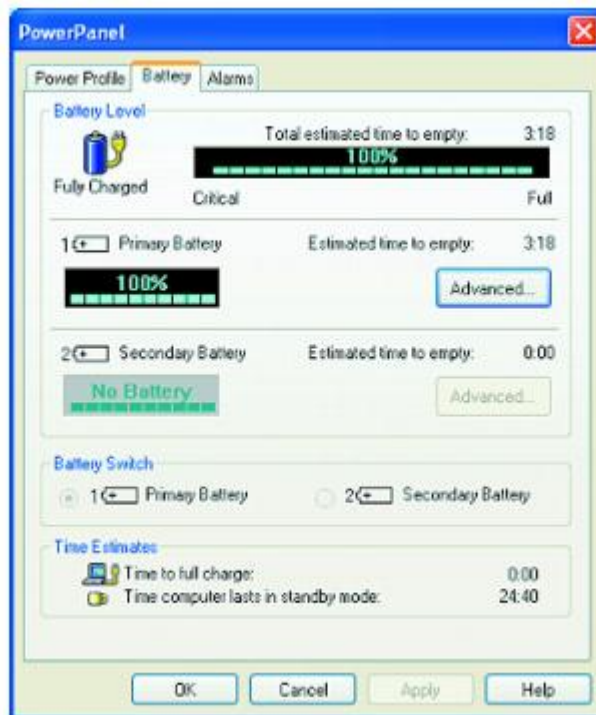 PowerPanel
Power Profile Battery Alarms
Battery Level
Total estimated time to empty: 3:18
100%
Fully Charged
Critical Full
1 Primary Battery Estimated time to empty: 3:18
100%
Advanced...
2 Secondary Battery Estimated time to empty: 0:00
No Battery
Advanced...
Battery Switch
1 Primary Battery 2 Secondary Battery
Time Estimates
Time to full charge: 0:00
Time computer lasts in standby mode: 24:40
OK Cancel Apply Help